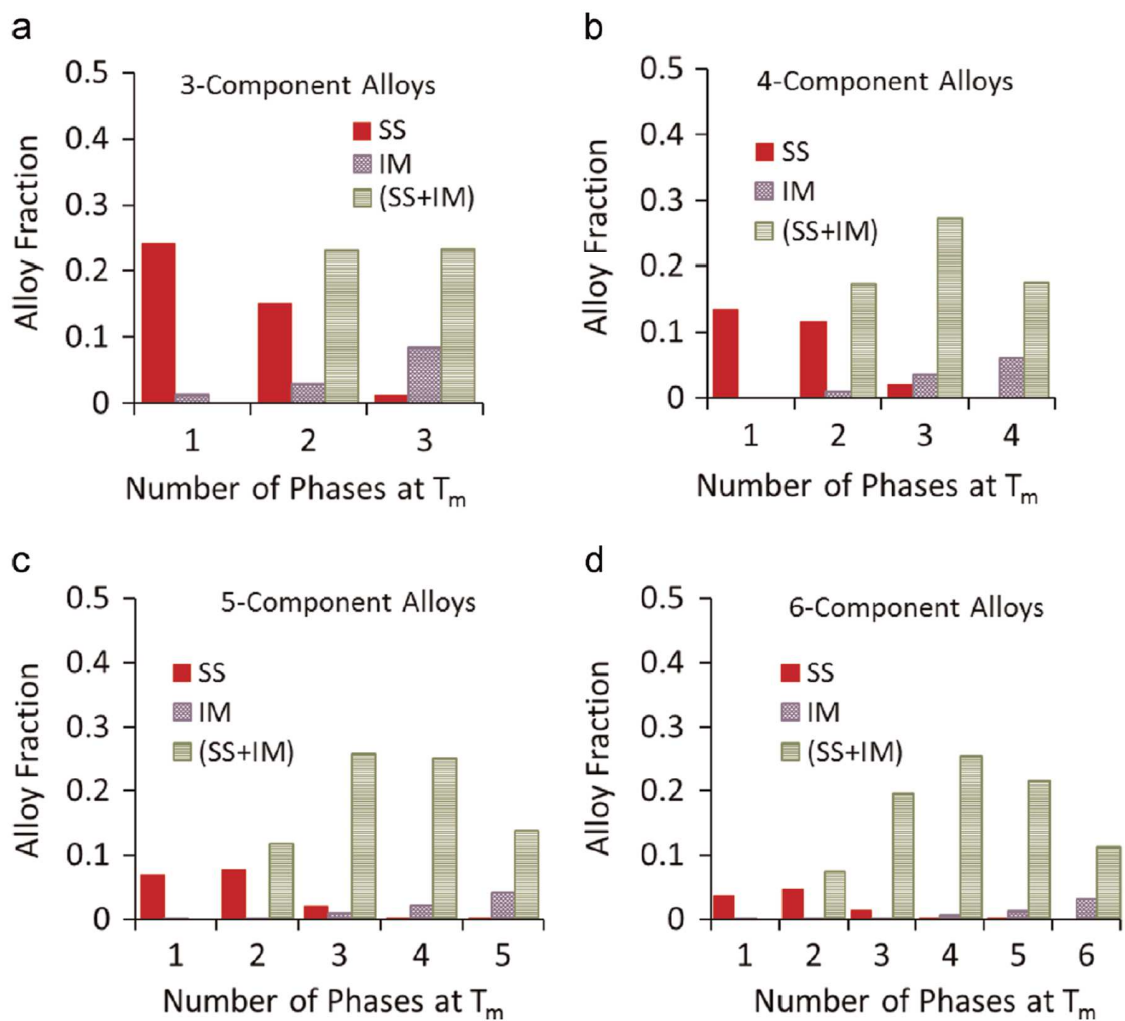 a
3-Component Alloys
SS
IM
(SS+IM)
Alloy Fraction
0.5
0.4
0.3
0.2
0.1
0
1 2 3
Number of Phases at Tm
b
4-Component Alloys
SS
IM
(SS+IM)
Alloy Fraction
0.5
0.4
0.3
0.2
0.1
0
1 2 3 4
Number of Phases at Tm
c
5-Component Alloys
SS
IM
(SS+IM)
Alloy Fraction
0.5
0.4
0.3
0.2
0.1
0
1 2 3 4 5
Number of Phases at Tm
d
6-Component Alloys
SS
IM
(SS+IM)
Alloy Fraction
0.5
0.4
0.3
0.2
0.1
0
1 2 3 4 5 6
Number of Phases at Tm